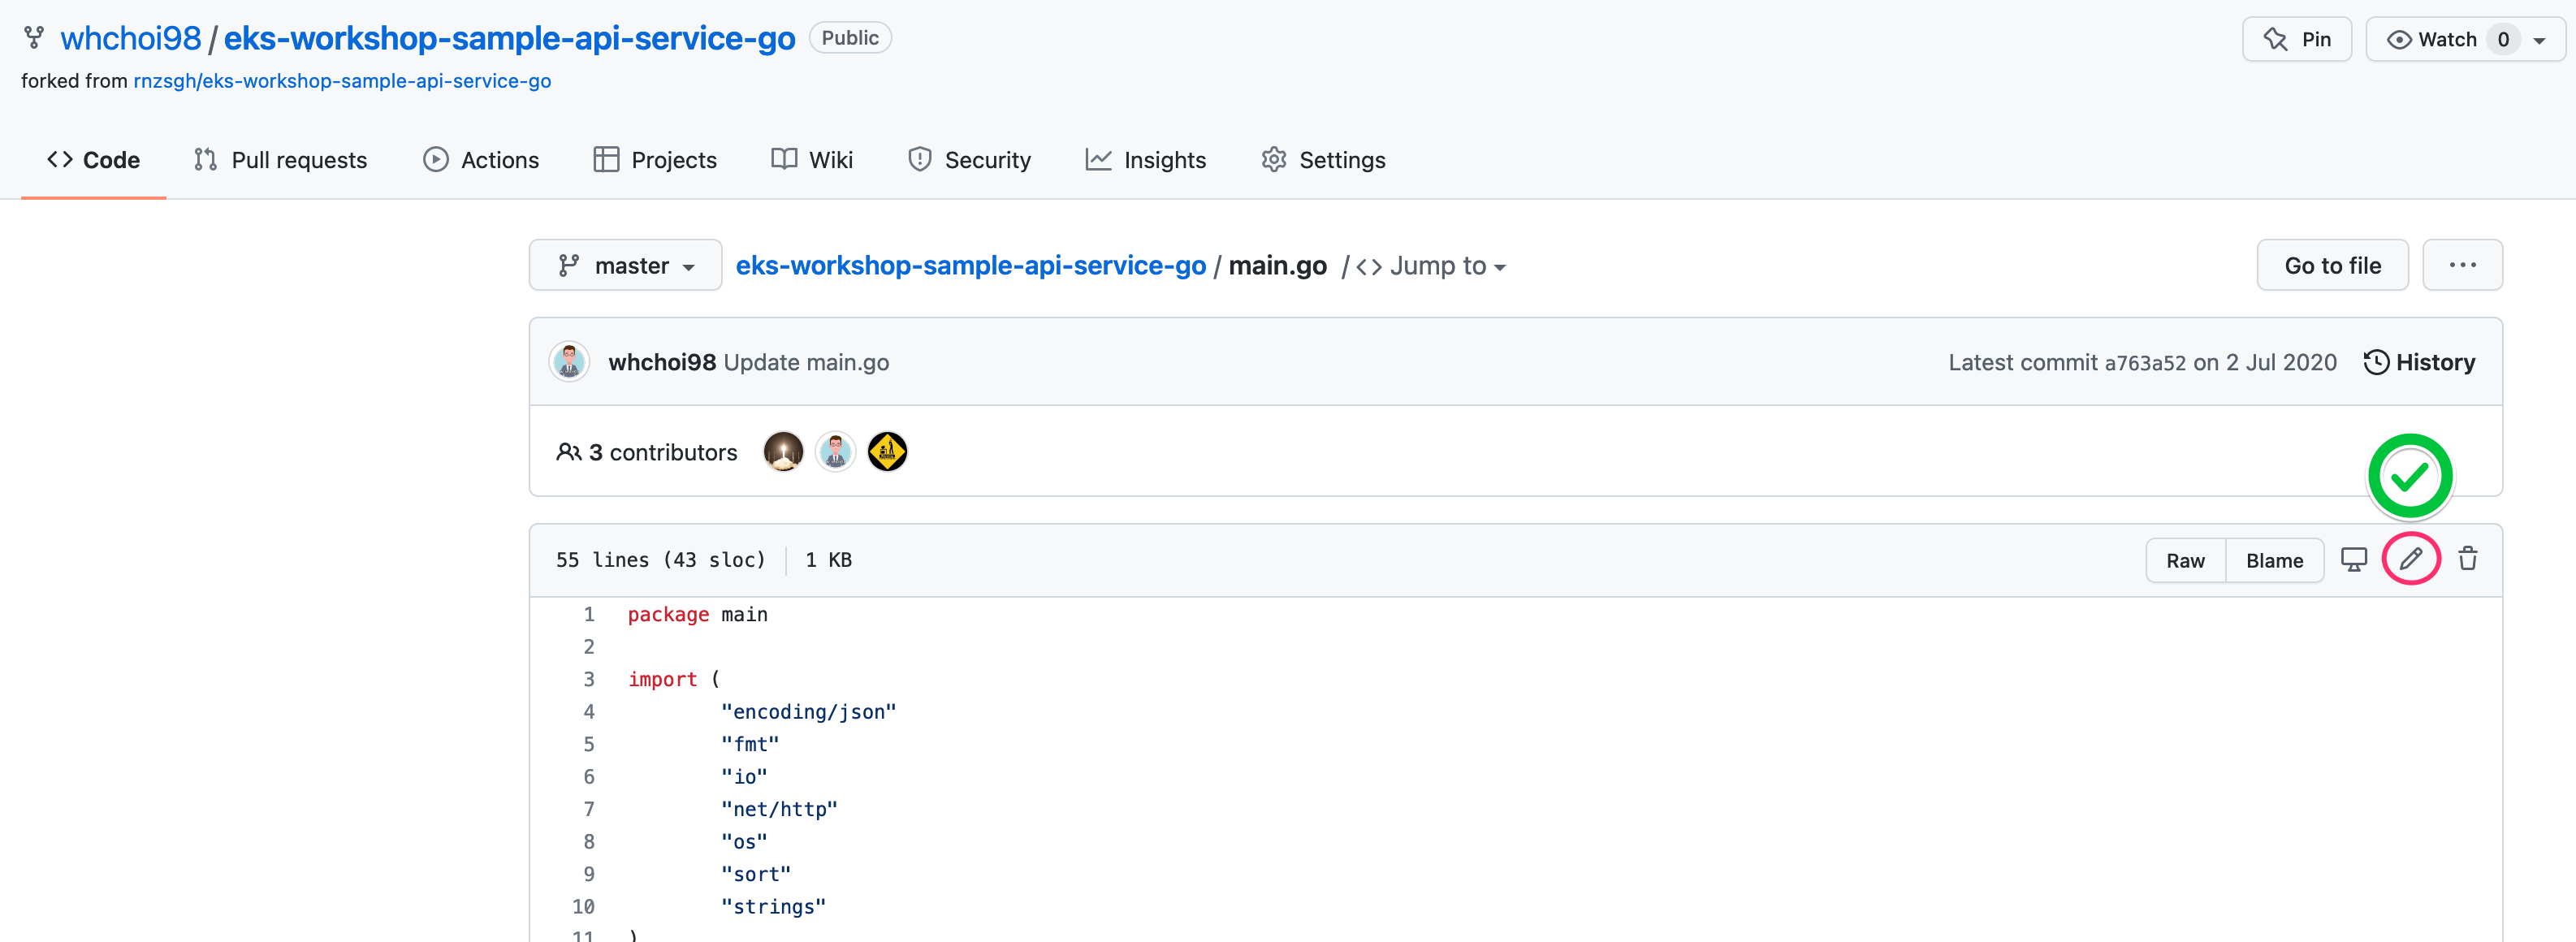 whchoi98 / eks-workshop-sample-api-service-go Public Pin Watch 0
forked from rnzsgh/eks-workshop-sample-api-service-go
Code Pull requests Actions Projects Wiki Security Insights Settings
master eks-workshop-sample-api-service-go / main.go / <> Jump to Go to file ...
whchoi98 Update main.go Latest commit a763a52 on 2 Jul 2020 History
3 contributors
55 lines (43 sloc) 1 KB Raw Blame
1 package main
2
3 import (
4 "encoding/json"
5 "fmt"
6 "io"
7 "net/http"
8 "os"
9 "sort"
10 "strings"
11 )